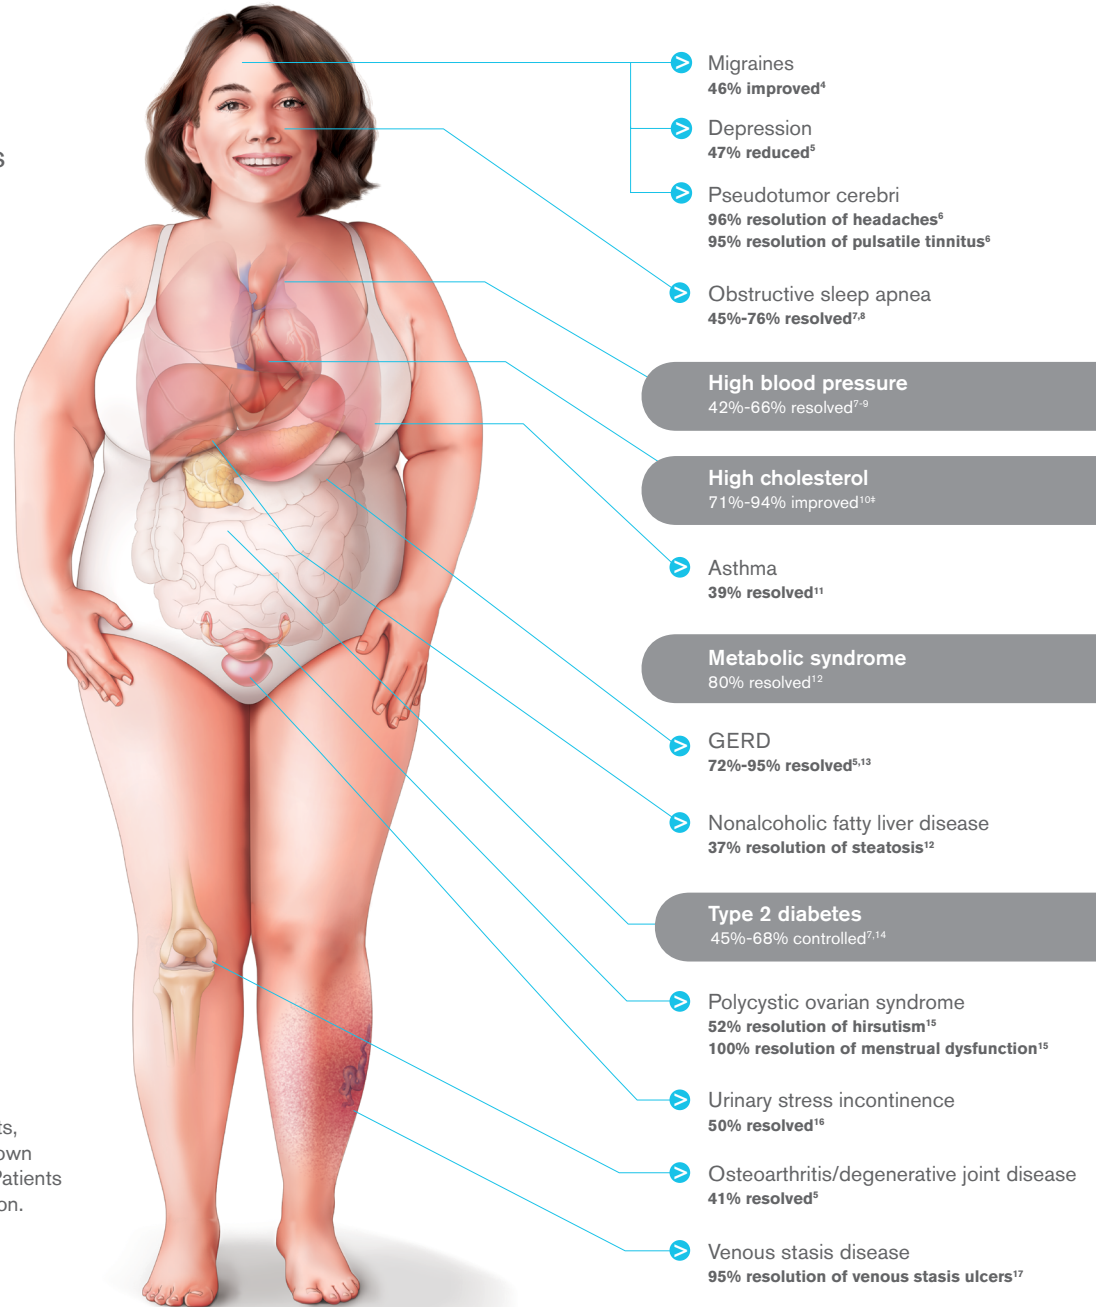 s
Migraines
46% improved⁴
Depression
47% reduced⁵
Pseudotumor cerebri
96% resolution of headaches⁶
95% resolution of pulsatile tinnitus⁶
Obstructive sleep apnea
45%-76% resolved⁷,⁸
High blood pressure
42%-66% resolved⁷-⁹
High cholesterol
71%-94% improved¹⁰‡
Asthma
39% resolved¹¹
Metabolic syndrome
80% resolved¹²
GERD
72%-95% resolved⁵,¹³
Nonalcoholic fatty liver disease
37% resolution of steatosis¹²
Type 2 diabetes
45%-68% controlled⁷,¹⁴
Polycystic ovarian syndrome
52% resolution of hirsutism¹⁵
100% resolution of menstrual dysfunction¹⁵
Urinary stress incontinence
50% resolved¹⁶
Osteoarthritis/degenerative joint disease
41% resolved⁵
Venous stasis disease
95% resolution of venous stasis ulcers¹⁷
ts,
own
Patients
on.